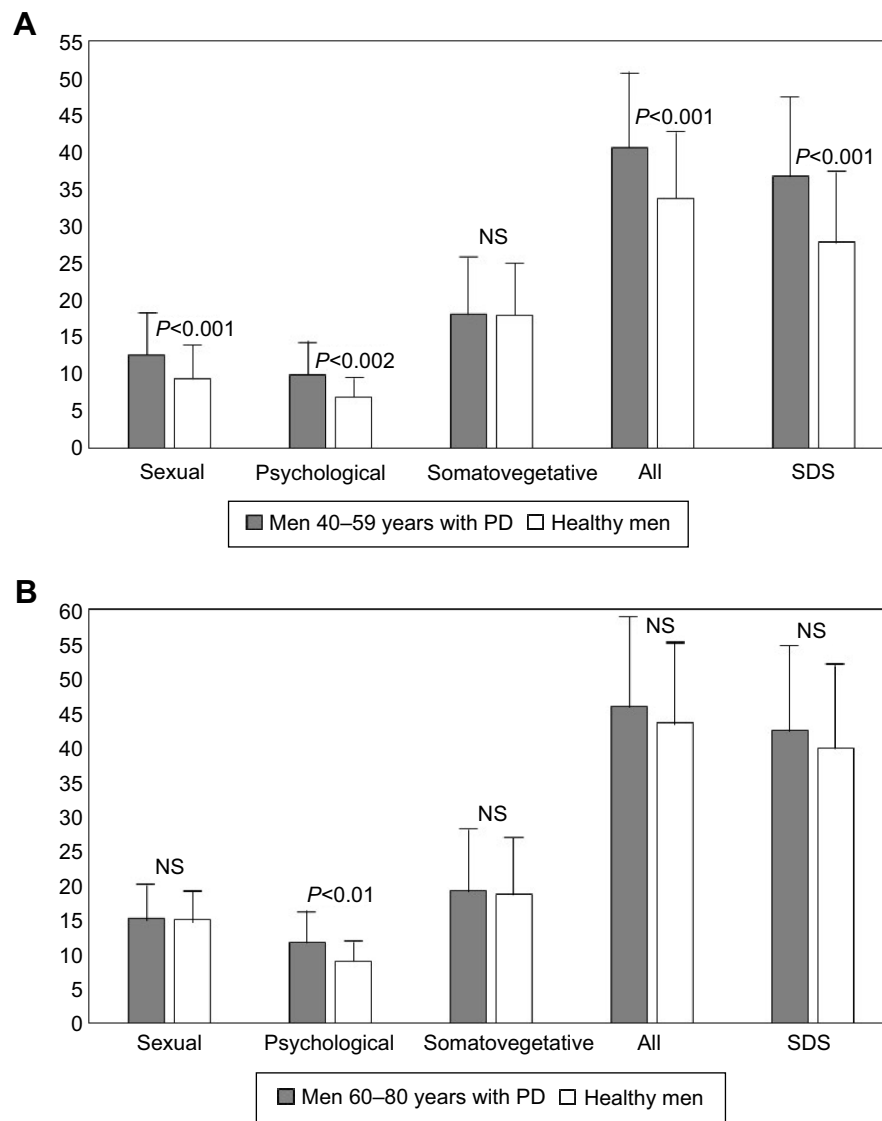 A
55
50
45
40
35
30
25
20
15
10
5
0
P<0.001
P<0.002
NS
P<0.001
P<0.001
Sexual Psychological Somatovegetative All SDS
Men 40–59 years with PD Healthy men
B
60
55
50
45
40
35
30
25
20
15
10
5
0
NS
P<0.01
NS
NS
NS
Sexual Psychological Somatovegetative All SDS
Men 60–80 years with PD Healthy men